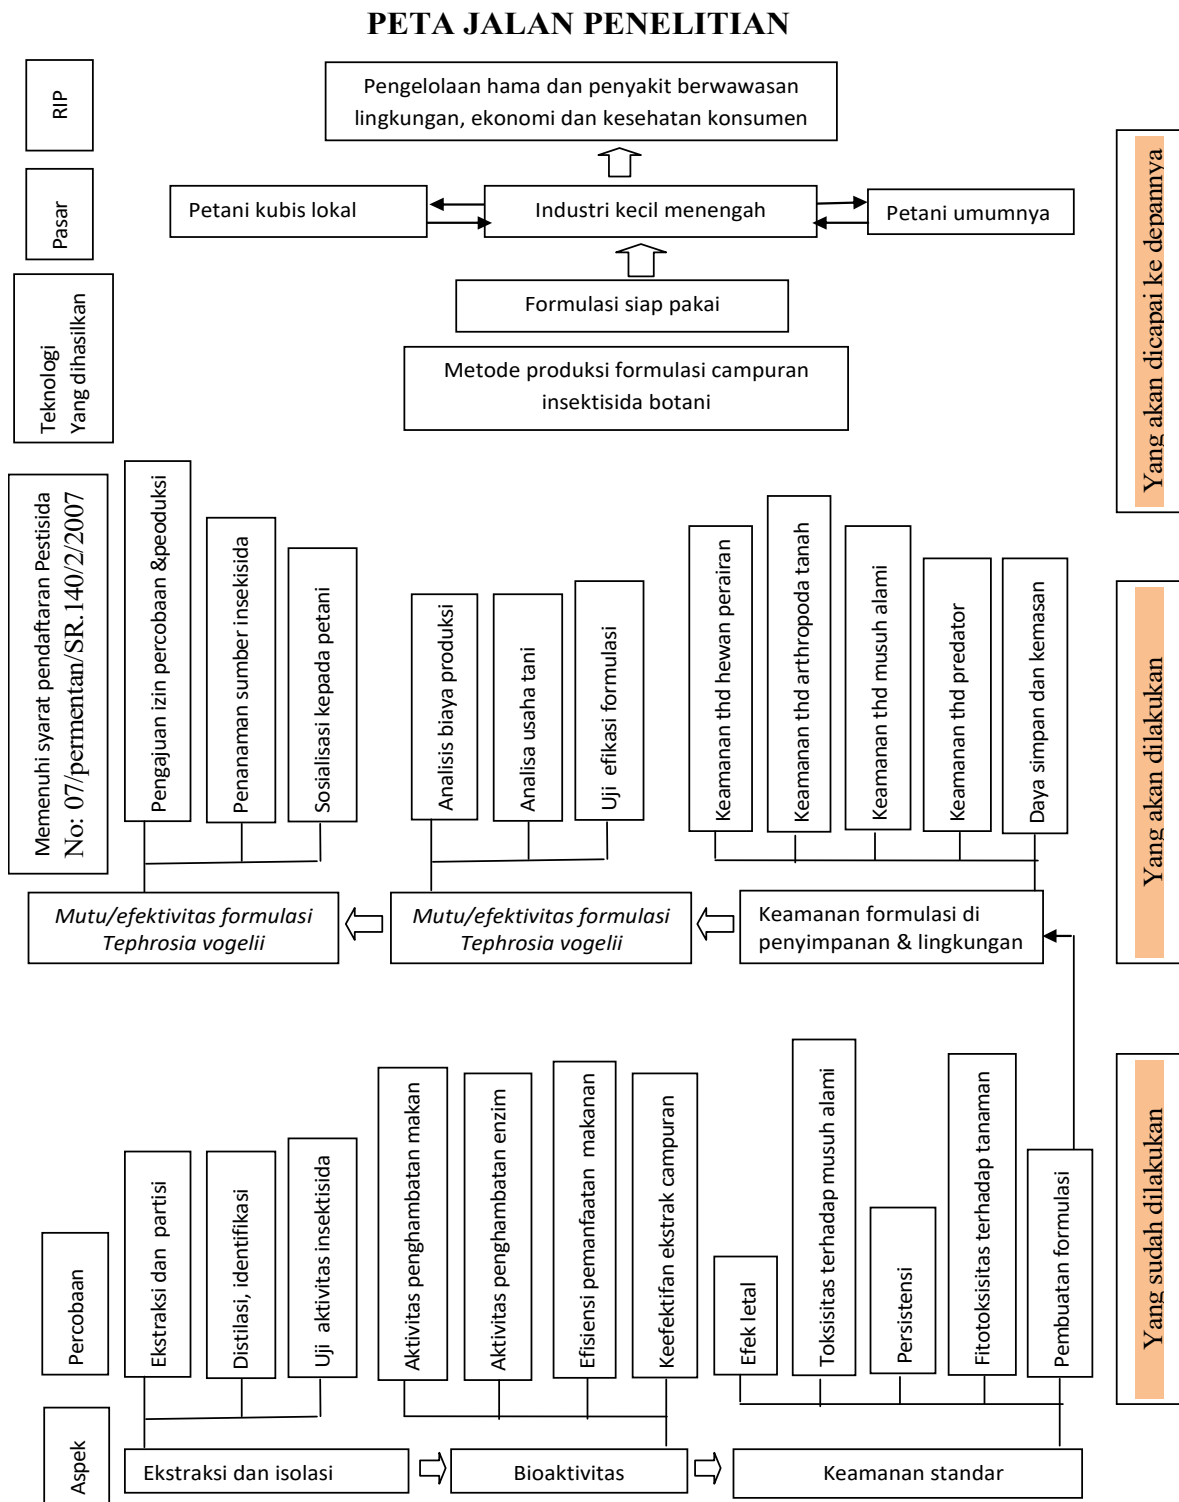 PETA JALAN PENELITIAN
RIP
Pengelolaan hama dan penyakit berwawasan
lingkungan, ekonomi dan kesehatan konsumen
Pasar
Petani kubis lokal
Industri kecil menengah
Petani umumnya
Teknologi
Yang dihasilkan
Formulasi siap pakai
Metode produksi formulasi campuran
insektisida botani
Yang akan dicapai ke depannya
Memenuhi syarat pendaftaran Pestisida
No: 07/permentan/SR.140/2/2007
Pengajuan izin percobaan &peoduksi
Penanaman sumber insekisida
Sosialisasi kepada petani
Analisis biaya produksi
Analisa usaha tani
Uji efikasi formulasi
Keamanan thd hewan perairan
Keamanan thd arthropoda tanah
Keamanan thd musuh alami
Keamanan thd predator
Daya simpan dan kemasan
Yang akan dilakukan
Mutu/efektivitas formulasi
Tephrosia vogelii
Mutu/efektivitas formulasi
Tephrosia vogelii
Keamanan formulasi di
penyimpanan & lingkungan
Percobaan
Ekstraksi dan partisi
Distilasi, identifikasi
Uji aktivitas insektisida
Aktivitas penghambatan makan
Aktivitas penghambatan enzim
Efisiensi pemanfaatan makanan
Keefektifan ekstrak campuran
Efek letal
Toksisitas terhadap musuh alami
Persistensi
Fitotoksisitas terhadap tanaman
Pembuatan formulasi
Yang sudah dilakukan
Aspek
Ekstraksi dan isolasi
Bioaktivitas
Keamanan standar